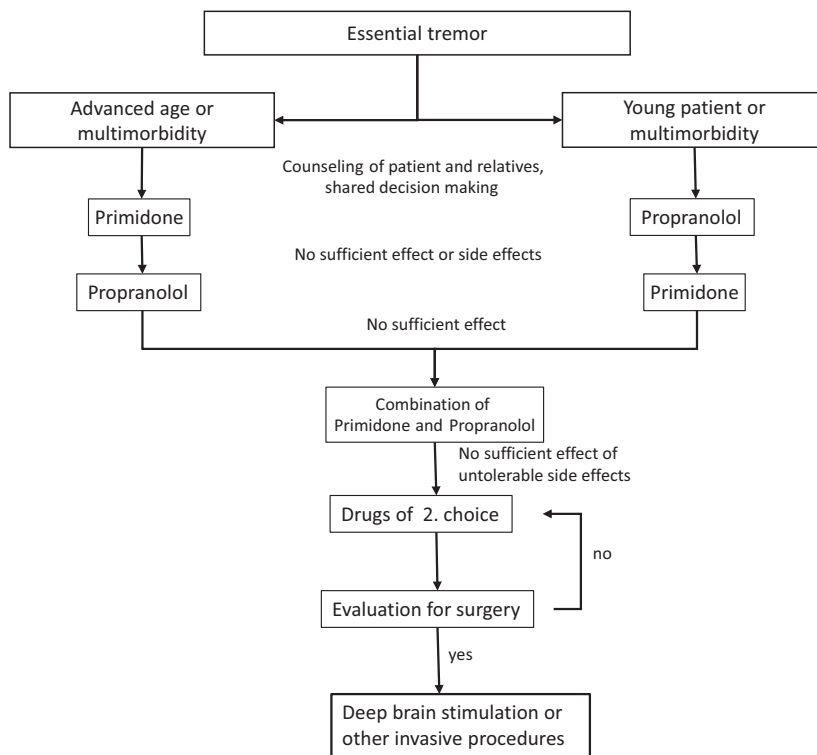 Essential tremor
Advanced age or
multimorbidity
Young patient or
multimorbidity
Counseling of patient and relatives,
shared decision making
Primidone
Propranolol
No sufficient effect or side effects
Propranolol
Primidone
No sufficient effect
Combination of
Primidone and Propranolol
No sufficient effect of
untolerable side effects
Drugs of 2. choice
no
Evaluation for surgery
yes
Deep brain stimulation or
other invasive procedures